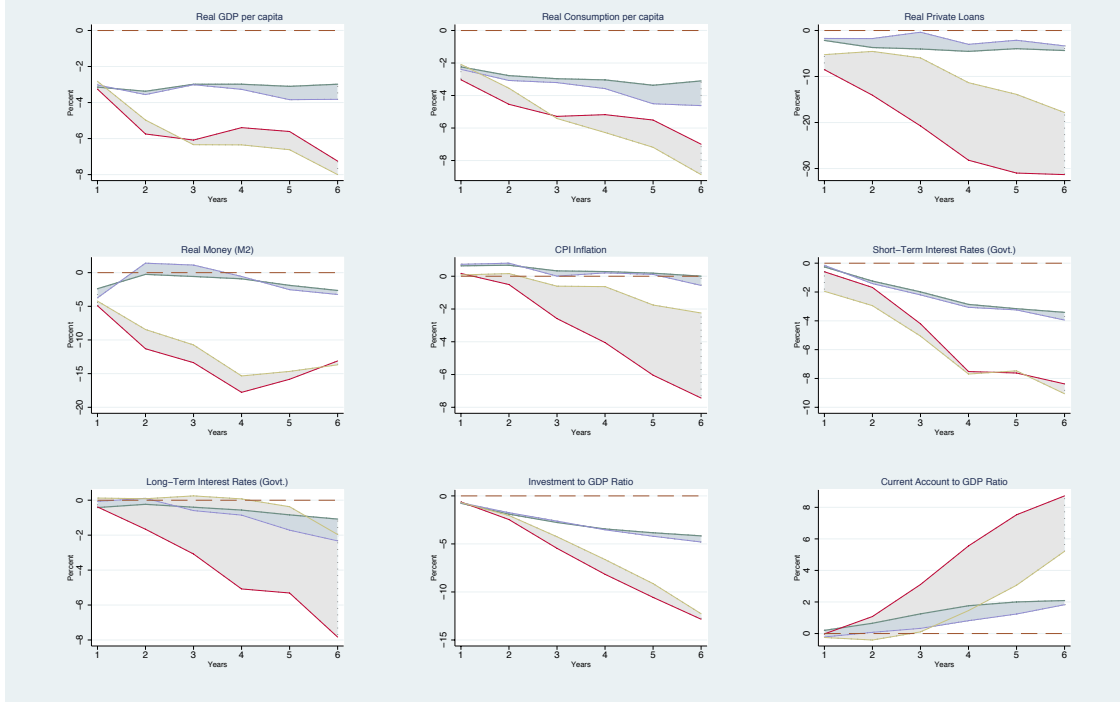 Real GDP per capita
Real Consumption per capita
Real Private Loans
Percent
0
−2
−4
−6
−8
1 2 3 4 5 6
Years
Percent
0
−2
−4
−6
−8
1 2 3 4 5 6
Years
Percent
0
−10
−20
−30
1 2 3 4 5 6
Years
Real Money (M2)
CPI Inflation
Short−Term Interest Rates (Govt.)
Percent
0
−5
−10
−15
−20
1 2 3 4 5 6
Years
Percent
0
−2
−4
−6
−8
1 2 3 4 5 6
Years
Percent
0
−2
−4
−6
−8
−10
1 2 3 4 5 6
Years
Long−Term Interest Rates (Govt.)
Investment to GDP Ratio
Current Account to GDP Ratio
Percent
0
−2
−4
−6
−8
1 2 3 4 5 6
Years
Percent
0
−5
−10
−15
1 2 3 4 5 6
Years
Percent
8
6
4
2
0
1 2 3 4 5 6
Years